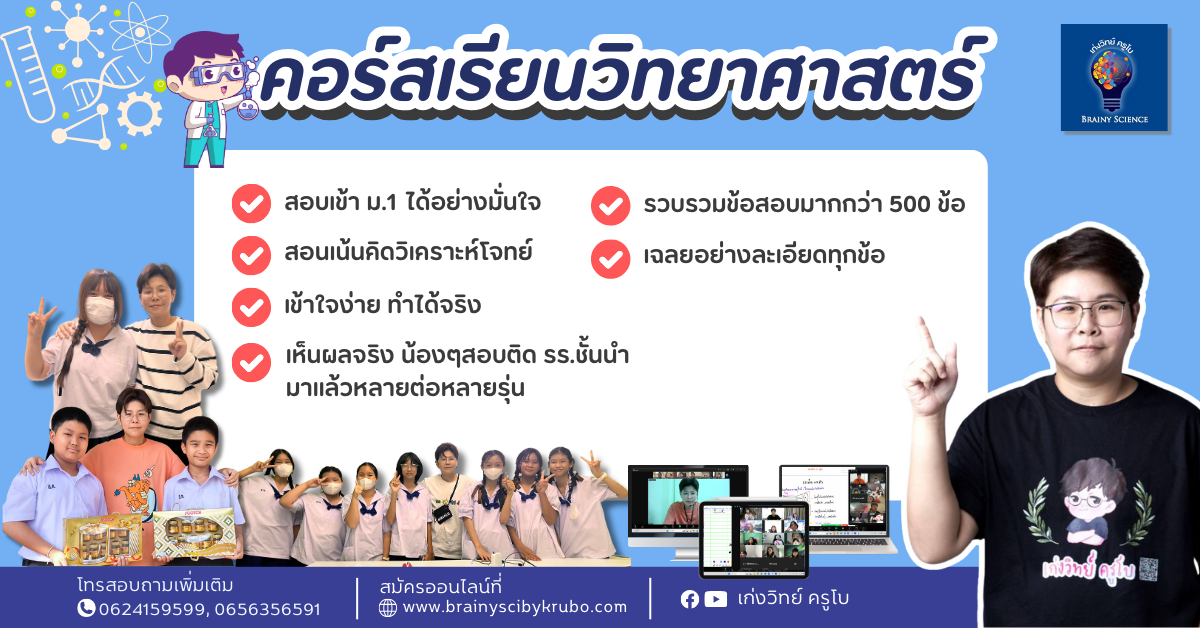 คอร์สเรียนวิทยาศาสตร์
เก่งวิทย์ ครูโบ
BRAINY SCIENCE
สอบเข้า ม.1 ได้อย่างมั่นใจ
สอนเน้นคิดวิเคราะห์โจทย์
เข้าใจง่าย ทำได้จริง
เห็นผลจริง น้องๆสอบติด รร.ชั้นนำ
มาแล้วหลายต่อหลายรุ่น
รวบรวมข้อสอบมากกว่า 500 ข้อ
เฉลยอย่างละเอียดทุกข้อ
เก่งวิทย์ ครูโบ
โทรสอบถามเพิ่มเติม
0624159599, 0656356591
สมัครออนไลน์ที่
www.brainyscibykrubo.com
เก่งวิทย์ ครูโบ